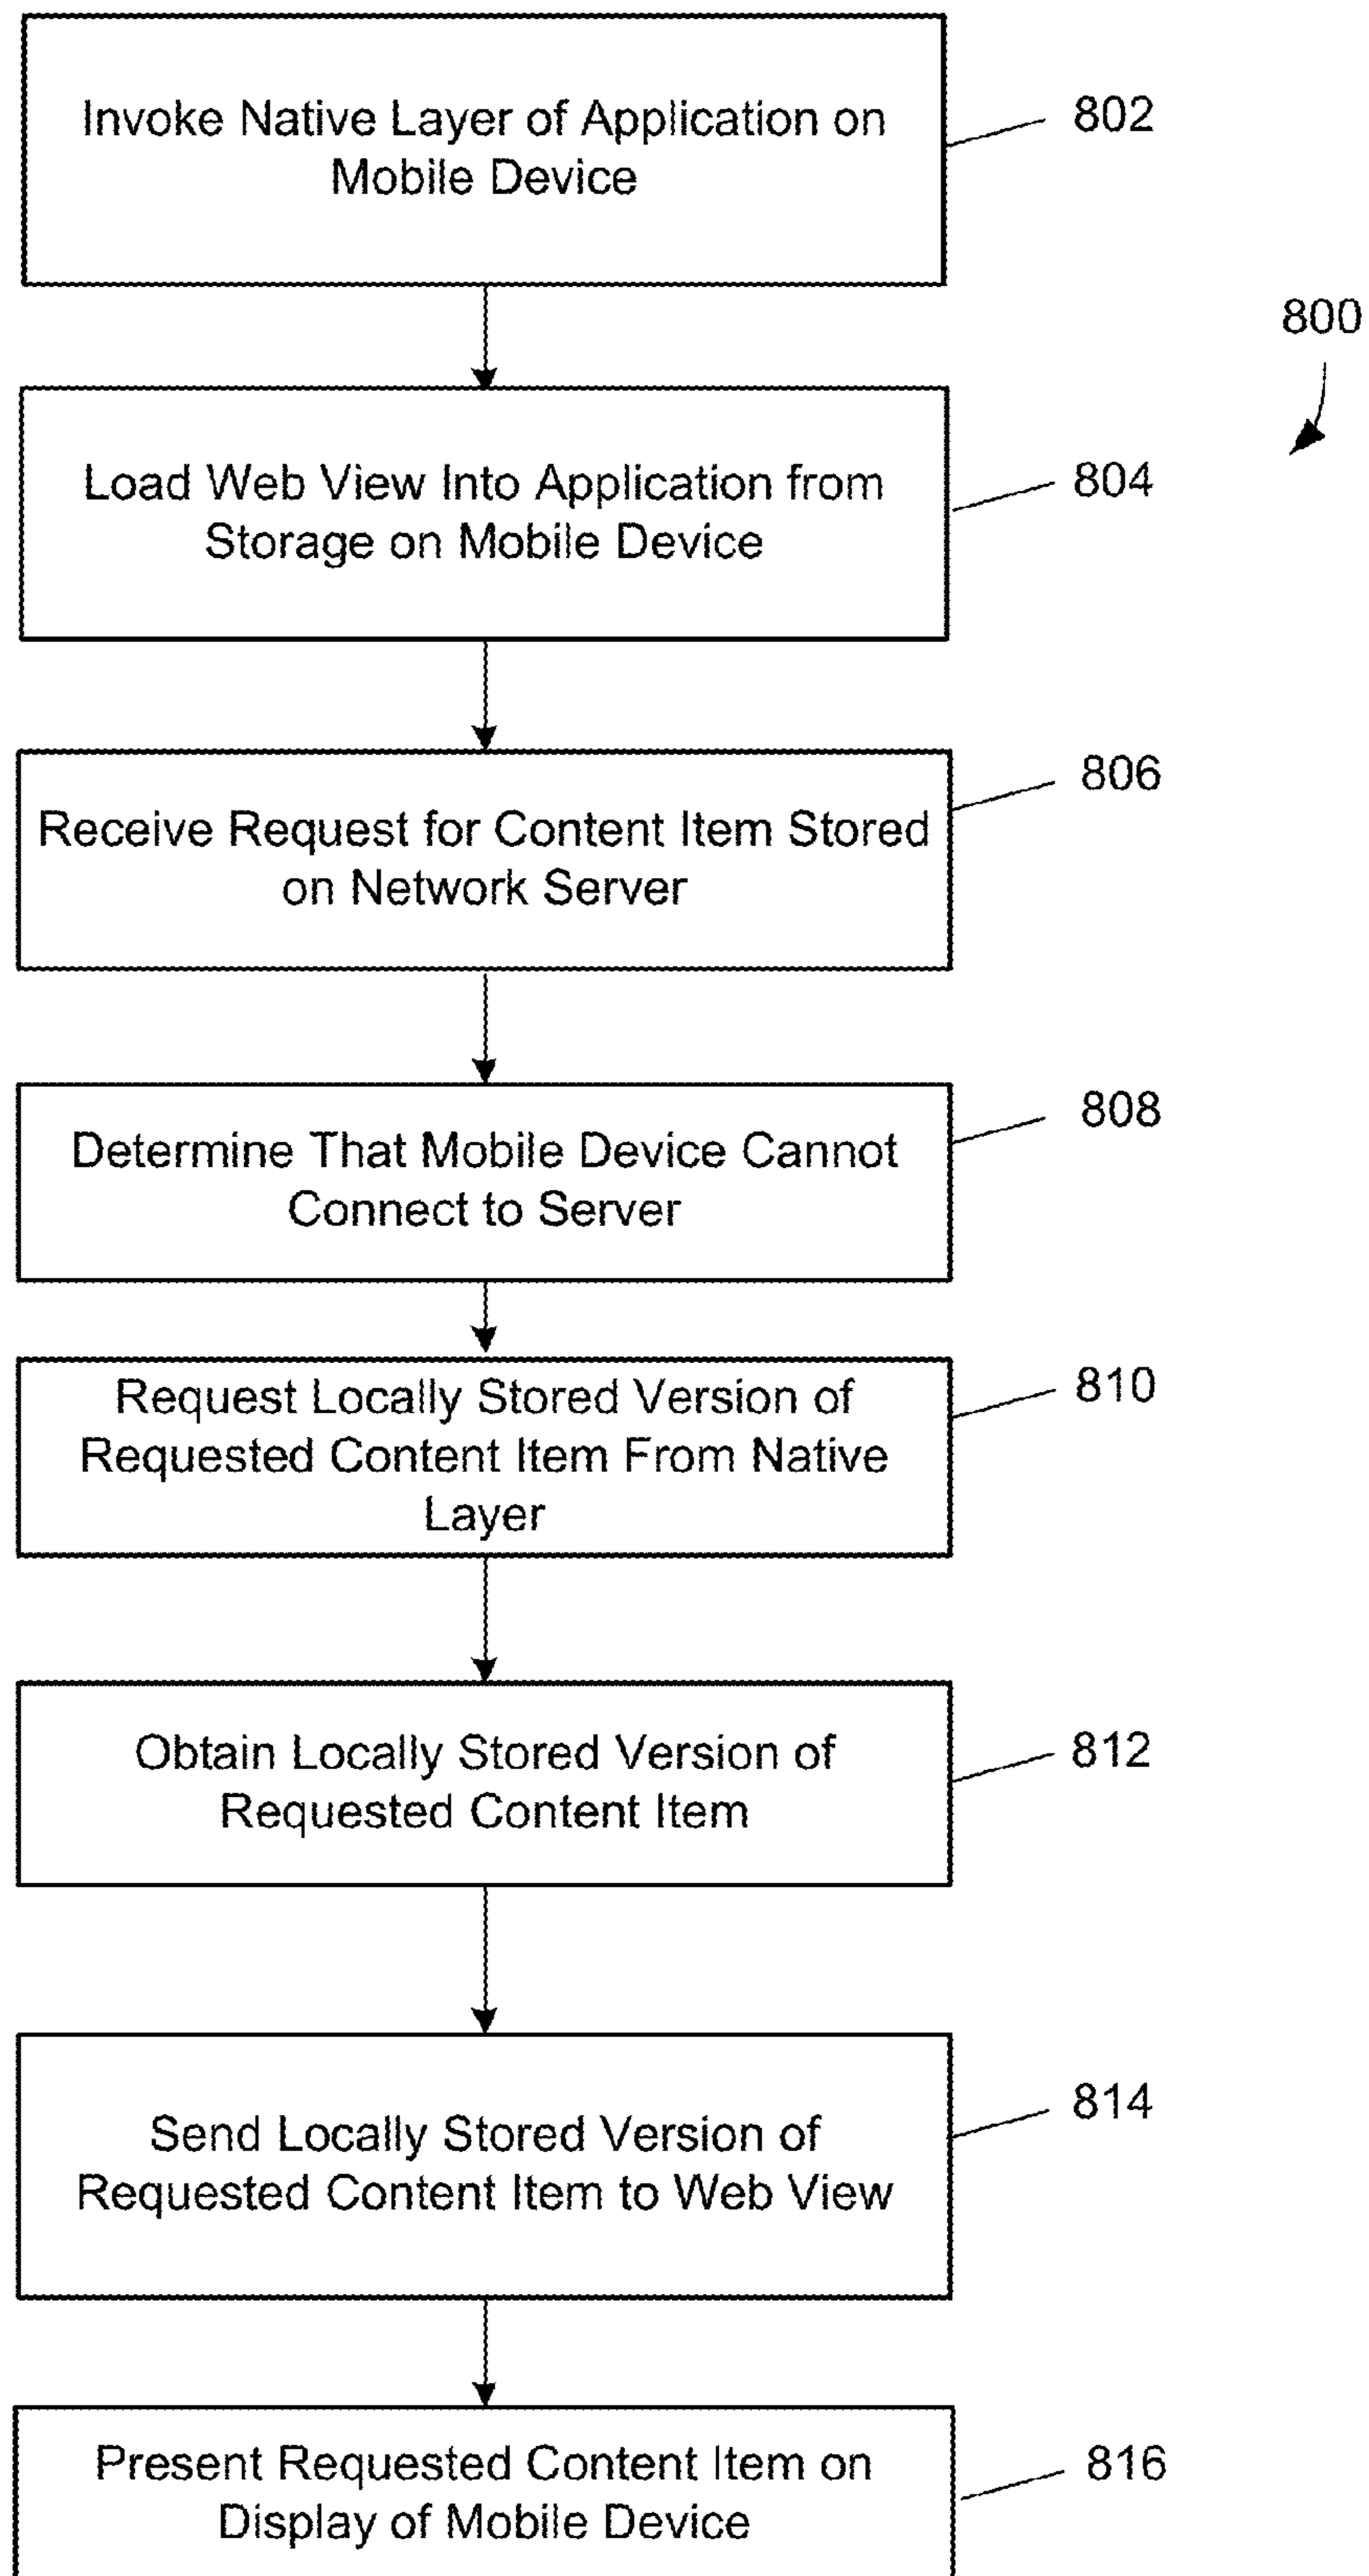 Invoke Native Layer of Application on
Mobile Device
802
800
Load Web View Into Application from
Storage on Mobile Device
804
Receive Request for Content Item Stored
on Network Server
806
Determine That Mobile Device Cannot
Connect to Server
808
Request Locally Stored Version of
Requested Content Item From Native
Layer
810
Obtain Locally Stored Version of
Requested Content Item
812
Send Locally Stored Version of
Requested Content Item to Web View
814
Present Requested Content Item on
Display of Mobile Device
816